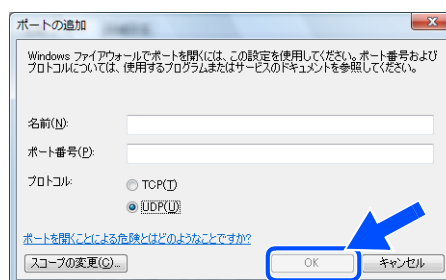 ポートの追加
Windows ファイアウォールでポートを開くには、この設定を使用してください。ポート番号および
プロトコルについては、使用するプログラムまたはサービスのドキュメントを参照してください。
名前(N):
ポート番号(P):
プロトコル:
TCP(T)
UDP(U)
ポートを開くことによる危険とはどのようなことですか?
スコープの変更(C)...
OK
キャンセル